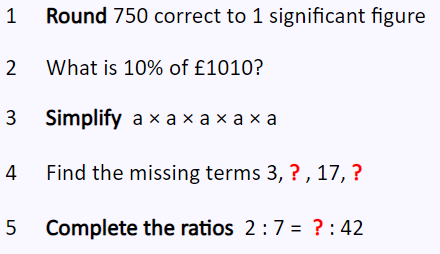 1 Round 750 correct to 1 significant figure
2 What is 10% of £1010?
3 Simplify a × a × a × a × a
4 Find the missing terms 3, ? , 17, ?
5 Complete the ratios 2 : 7 = ? : 42